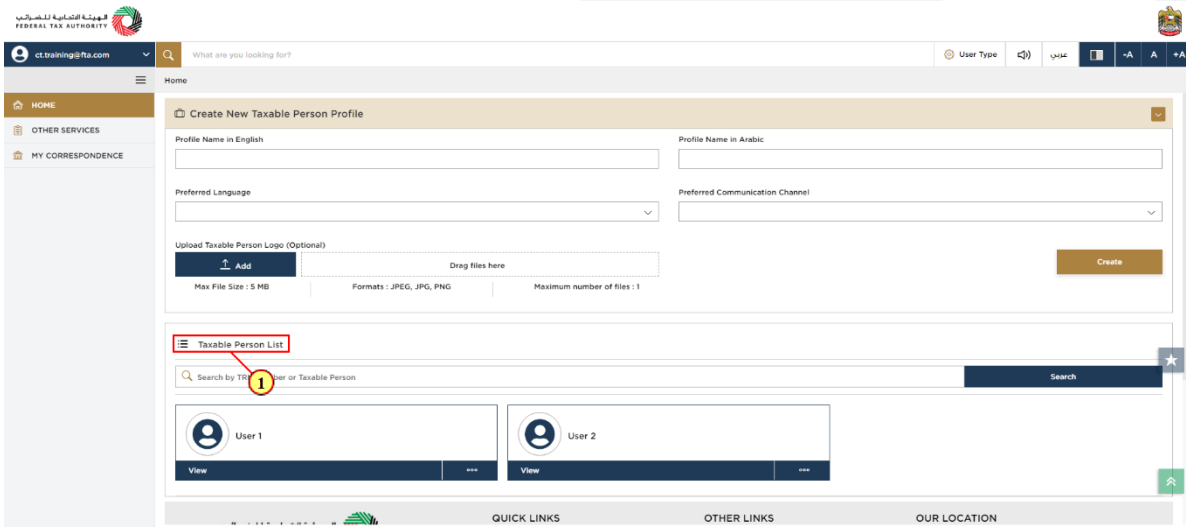 الهيئة الاتحادية للضرائب
FEDERAL TAX AUTHORITY
ct.training@fta.com
What are you looking for?
User Type
عربي
-A
A
+A
Home
HOME
OTHER SERVICES
MY CORRESPONDENCE
Create New Taxable Person Profile
Profile Name in English
Profile Name in Arabic
Preferred Language
Preferred Communication Channel
Upload Taxable Person Logo (Optional)
Add
Drag files here
Create
Max File Size : 5 MB
Formats : JPEG, JPG, PNG
Maximum number of files : 1
Taxable Person List
1
Search by TR ber or Taxable Person
Search
User 1
User 2
View
View
QUICK LINKS
OTHER LINKS
OUR LOCATION